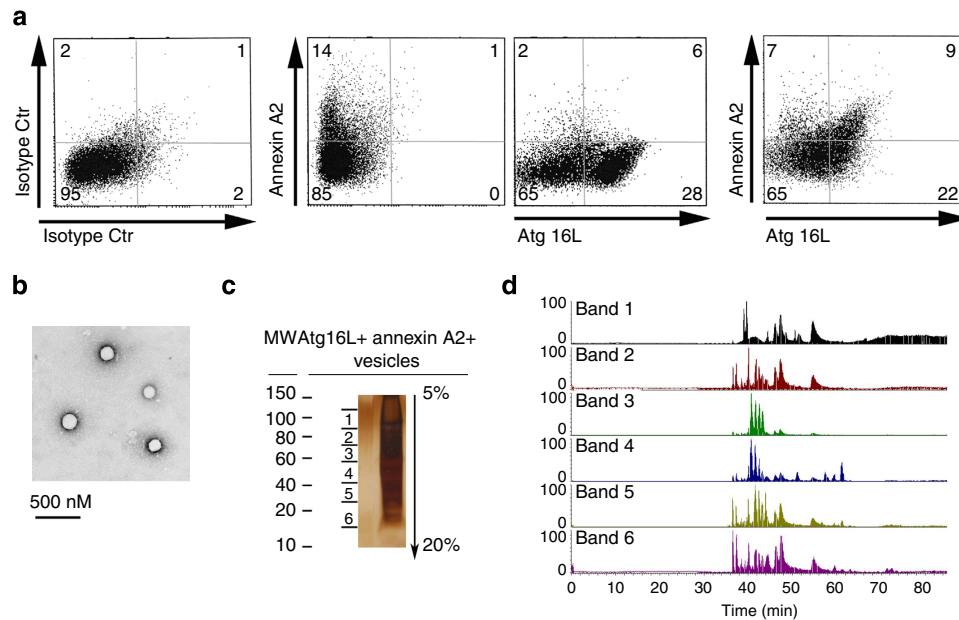 a
2 1
95 2
Isotype Ctr
Isotype Ctr
14 1
85 0
Annexin A2
2 6
65 28
Atg 16L
7 9
65 22
Annexin A2
Atg 16L
b
500 nM
c
MWAtg16L+ annexin A2+
vesicles
150
100
80
60
40
20
10
1
2
3
4
5
6
5%
20%
d
100 Band 1
0
100 Band 2
0
100 Band 3
0
100 Band 4
0
100 Band 5
0
100 Band 6
0
0 10 20 30 40 50 60 70 80
Time (min)